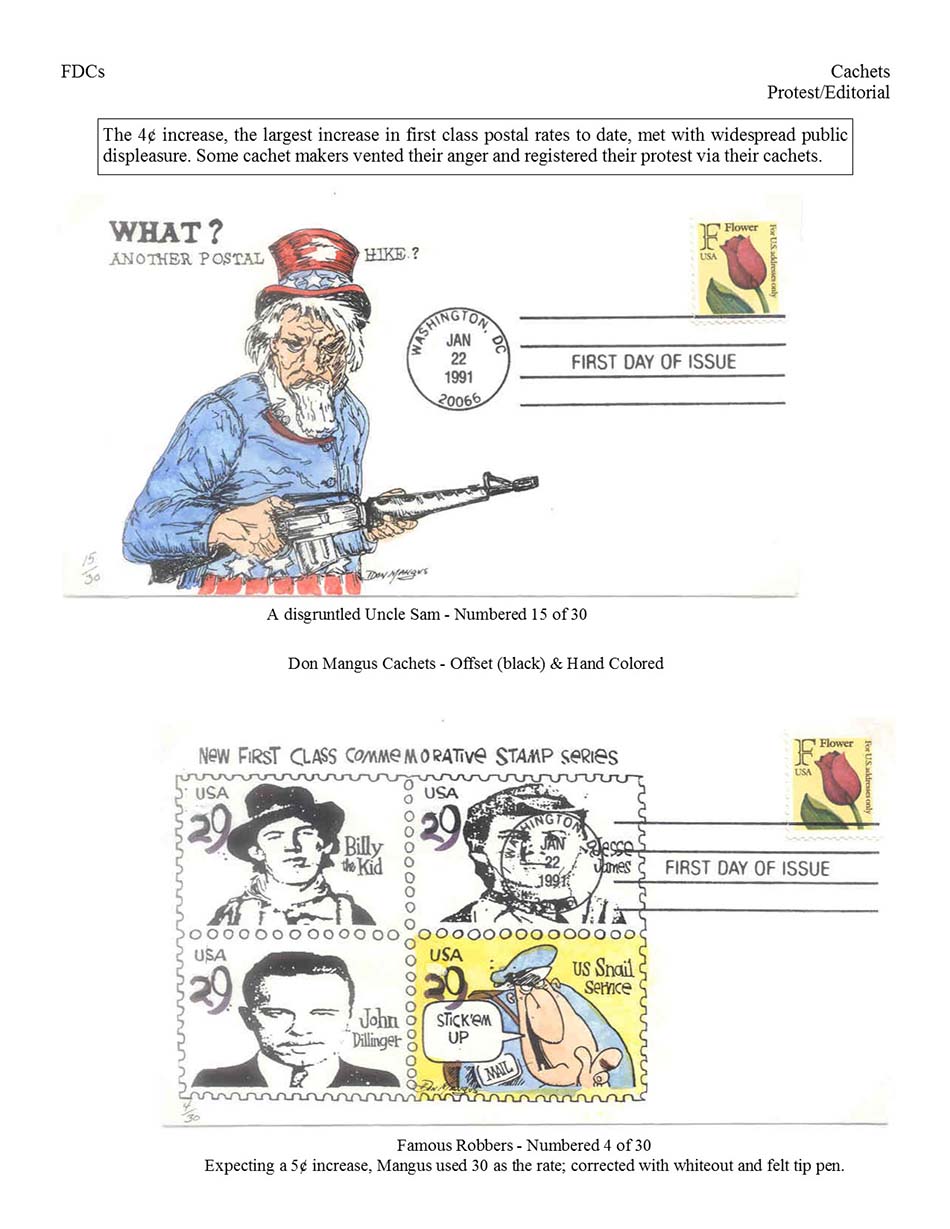 FDCs
Cachets
Protest/Editorial
The 4¢ increase, the largest increase in first class postal rates to date, met with widespread public
displeasure. Some cachet makers vented their anger and registered their protest via their cachets.
WHAT?
ANOTHER POSTAL HIKE?
F Flower
USA
For U.S. addresses only
WASHINGTON, DC
JAN
22
1991
20066
FIRST DAY OF ISSUE
15/30
DON MANGUS
A disgruntled Uncle Sam - Numbered 15 of 30
Don Mangus Cachets - Offset (black) & Hand Colored
NEW FIRST CLASS COMMEMORATIVE STAMP SERIES
F Flower
USA
For U.S. addresses only
USA
29
Billy
the Kid
USA
29
Jesse
James
WASHINGTON
JAN
22
1991
FIRST DAY OF ISSUE
USA
29
John
Dillinger
USA
29
US Snail
Service
STICK'EM
UP
MAIL
DON MANGUS
4/30
Famous Robbers - Numbered 4 of 30
Expecting a 5¢ increase, Mangus used 30 as the rate; corrected with whiteout and felt tip pen.